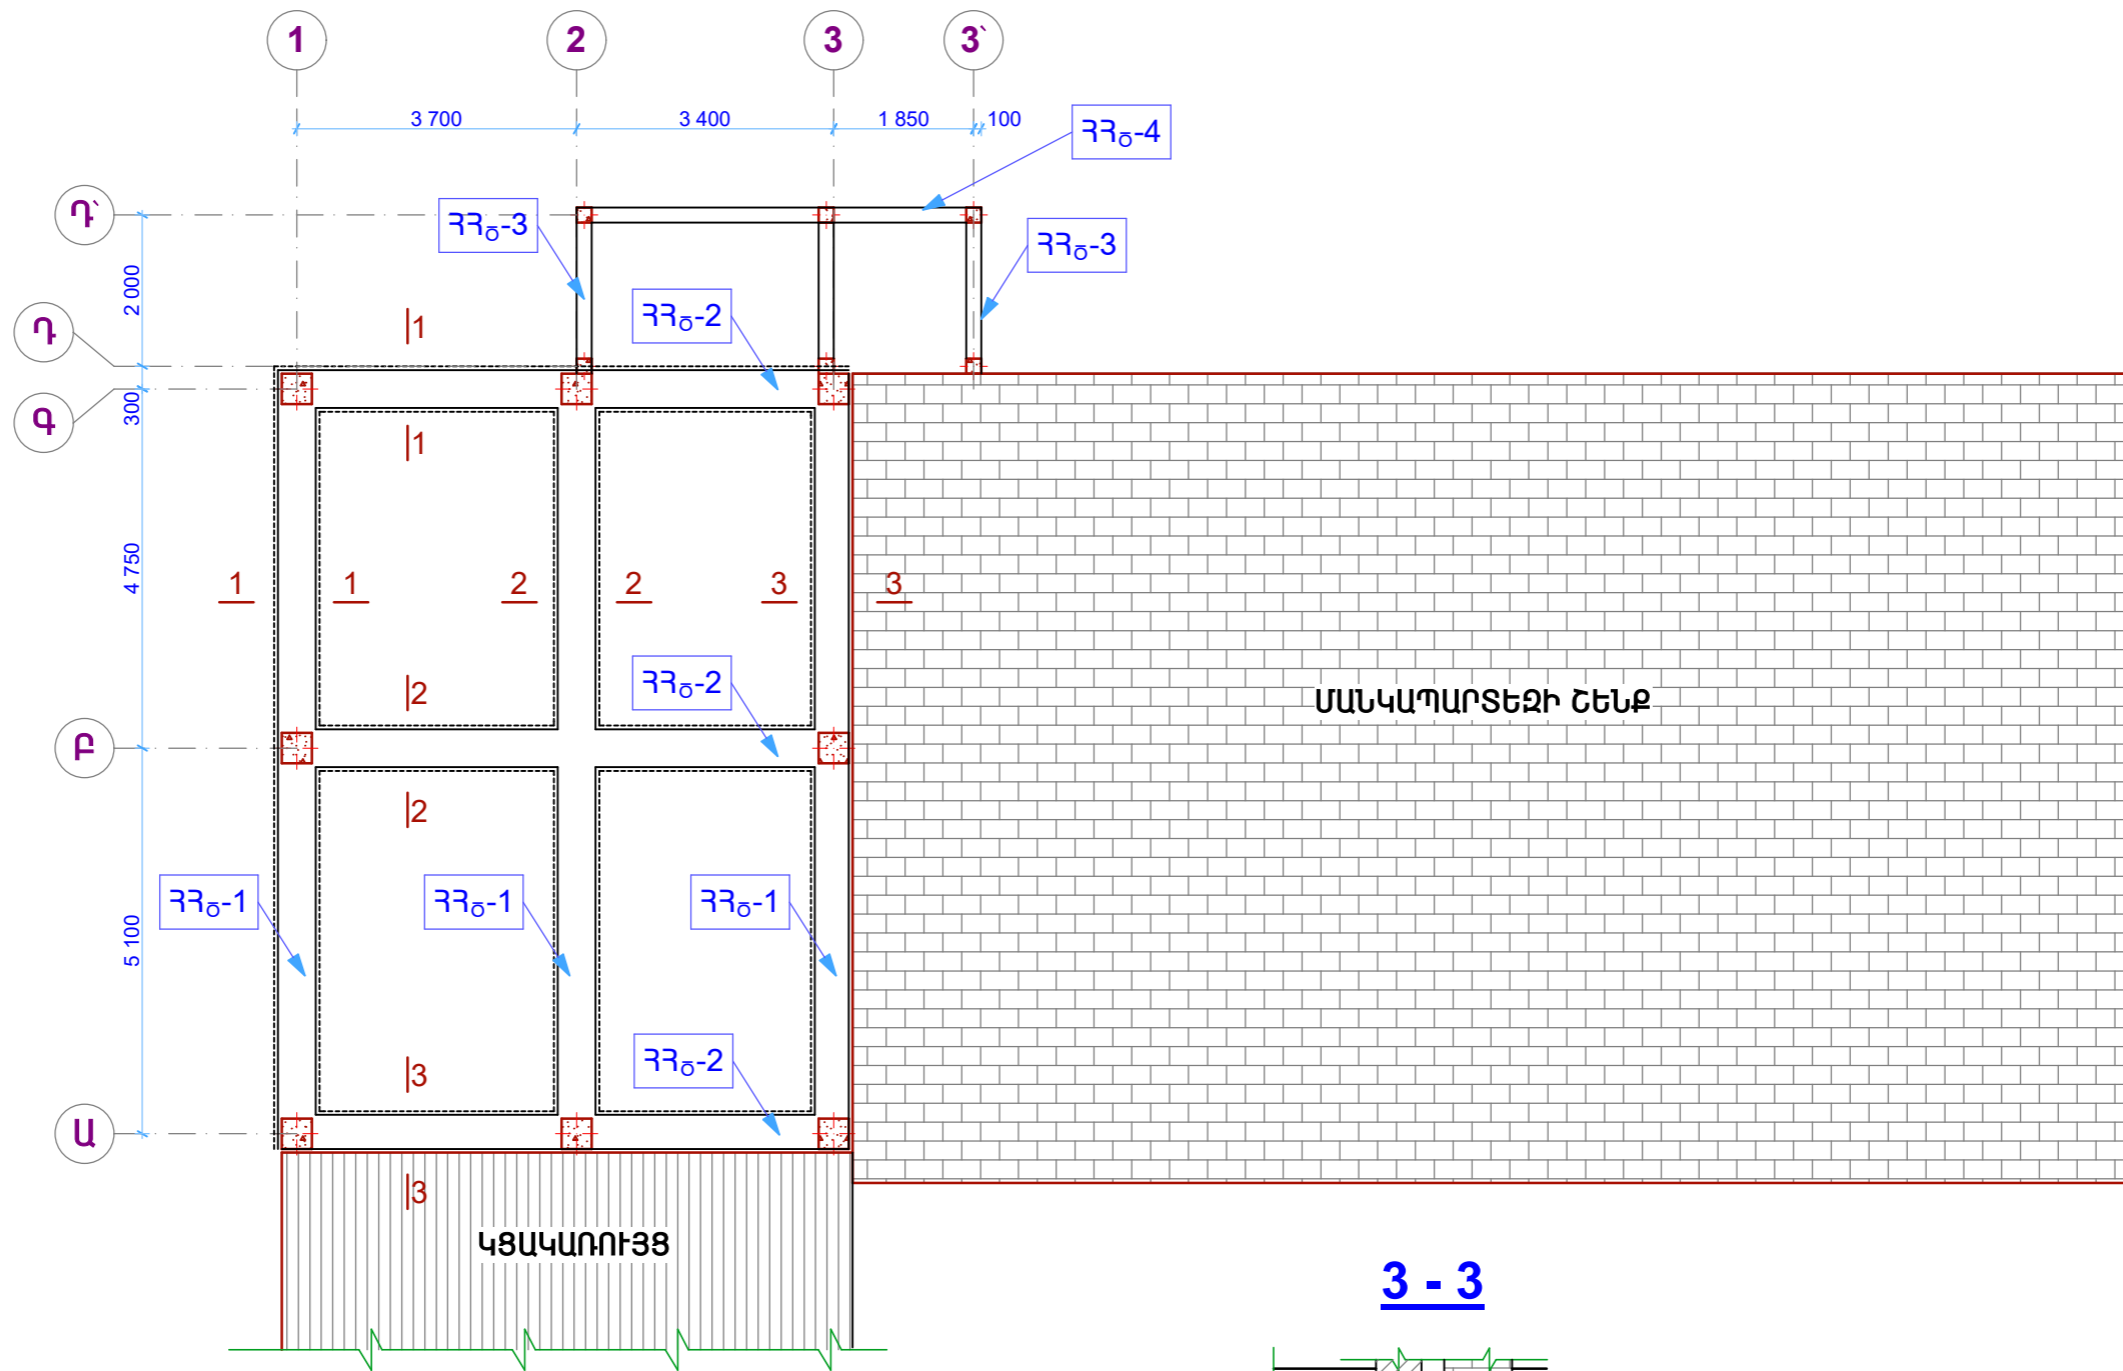 1 2 3 3՝
3 700 3 400 1 850 100
ՀՀԾ-4
Դ՝
ՀՀԾ-3
ՀՀԾ-3
2 000
ՀՀԾ-2
1
Դ
300
Գ
1
4 750
1 1 2 2 3 3
2
ՀՀԾ-2
ՄԱՆԿԱՊԱՐՏԵԶԻ ՇԵՆՔ
Բ
2
ՀՀԾ-1 ՀՀԾ-1 ՀՀԾ-1
5 100
3
ՀՀԾ-2
Ա
3
ԿՑԱԿԱՌՈՒՅՑ
3 - 3